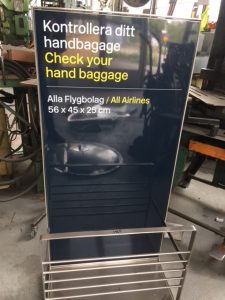 Kontrollera ditt
handbagage
Check your
hand baggage
Alla Flygbolag / All Airlines
56 x 45 x 25 cm